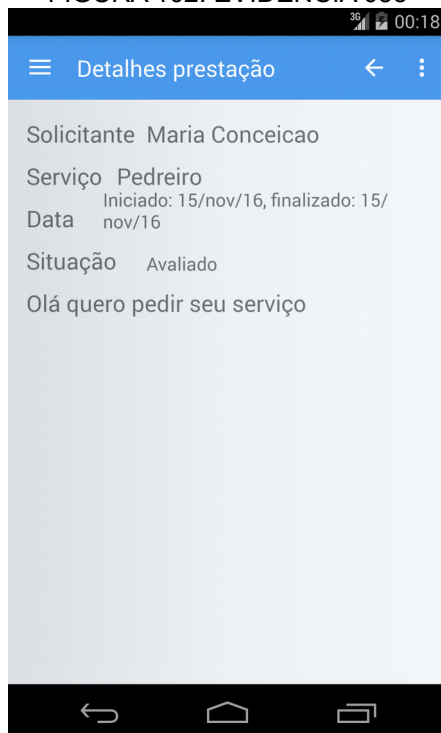 3G 00:18
Detalhes prestação
Solicitante Maria Conceicao
Serviço Pedreiro
Data Iniciado: 15/nov/16, finalizado: 15/
nov/16
Situação Avaliado
Olá quero pedir seu serviço